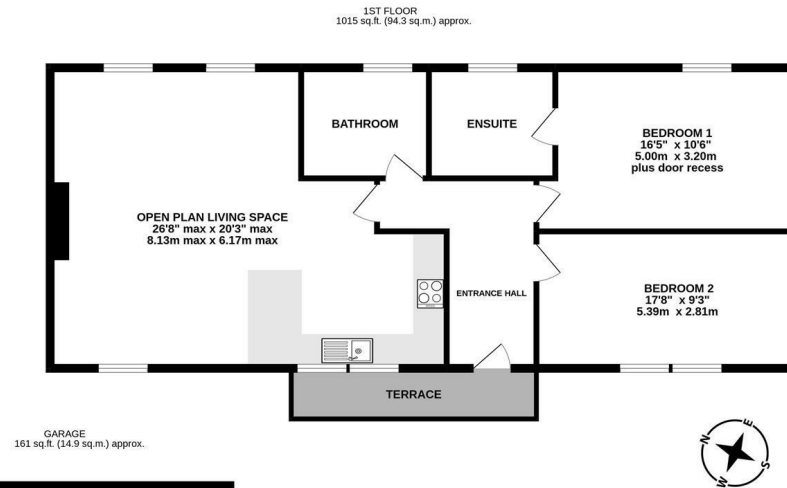 1ST FLOOR
1015 sq.ft. (94.3 sq.m.) approx.
BATHROOM
ENSUITE
BEDROOM 1
16'5" x 10'6"
5.00m x 3.20m
plus door recess
OPEN PLAN LIVING SPACE
26'8" max x 20'3" max
8.13m max x 6.17m max
ENTRANCE HALL
BEDROOM 2
17'8" x 9'3"
5.39m x 2.81m
TERRACE
GARAGE
161 sq.ft. (14.9 sq.m.) approx.
N
E
S
W